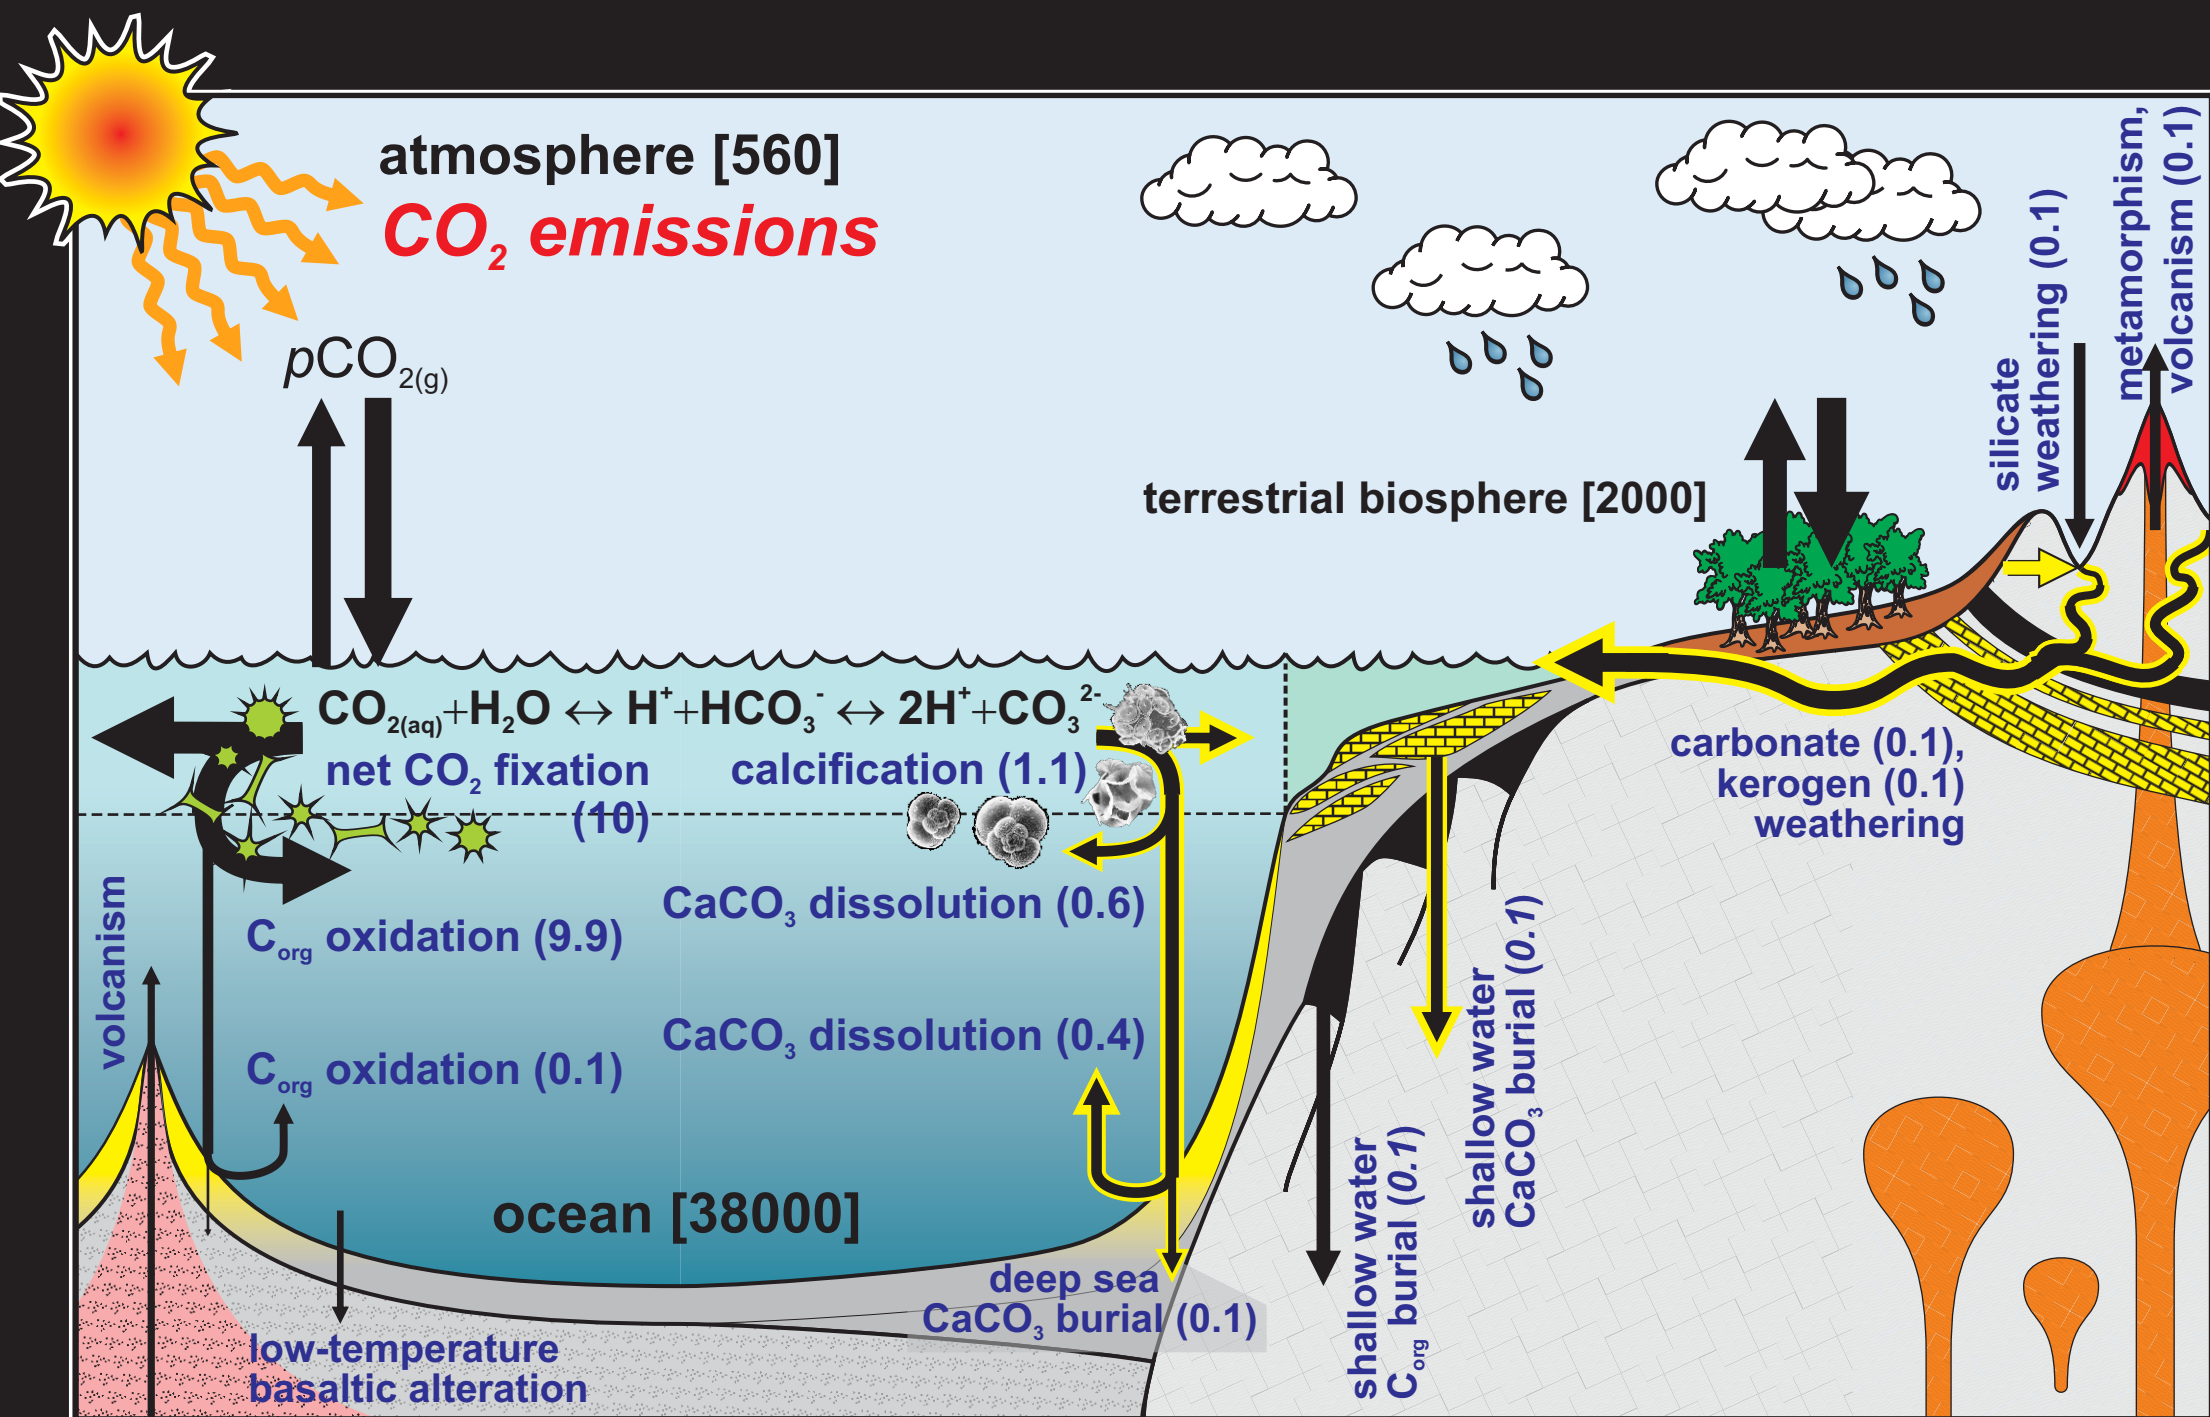 atmosphere [560]
CO₂ emissions
pCO₂(g)
metamorphism,
volcanism (0.1)
silicate
weathering (0.1)
terrestrial biosphere [2000]
CO₂(aq)+H₂O ↔ H⁺+HCO₃⁻ ↔ 2H⁺+CO₃²⁻
net CO₂ fixation
(10)
calcification (1.1)
carbonate (0.1),
kerogen (0.1)
weathering
volcanism
C_org oxidation (9.9)
CaCO₃ dissolution (0.6)
C_org oxidation (0.1)
CaCO₃ dissolution (0.4)
shallow water
CaCO₃ burial (0.1)
shallow water
C_org burial (0.1)
ocean [38000]
deep sea
CaCO₃ burial (0.1)
low-temperature
basaltic alteration